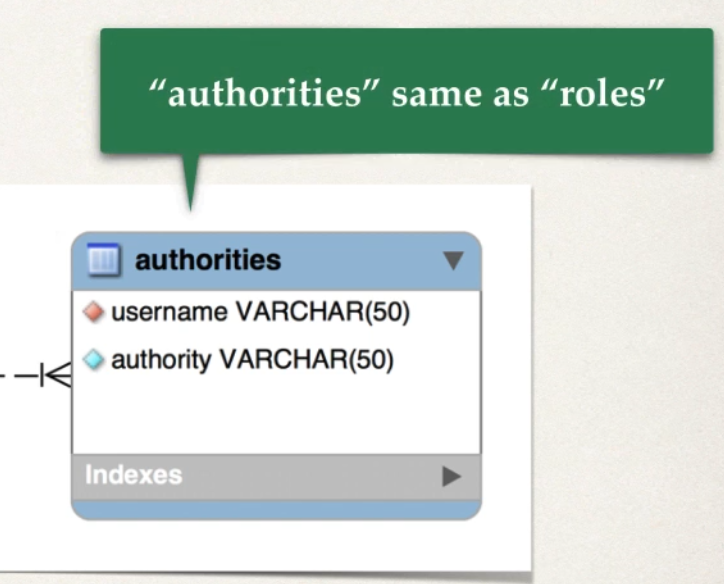 “authorities” same as “roles”
authorities
username VARCHAR(50)
authority VARCHAR(50)
Indexes